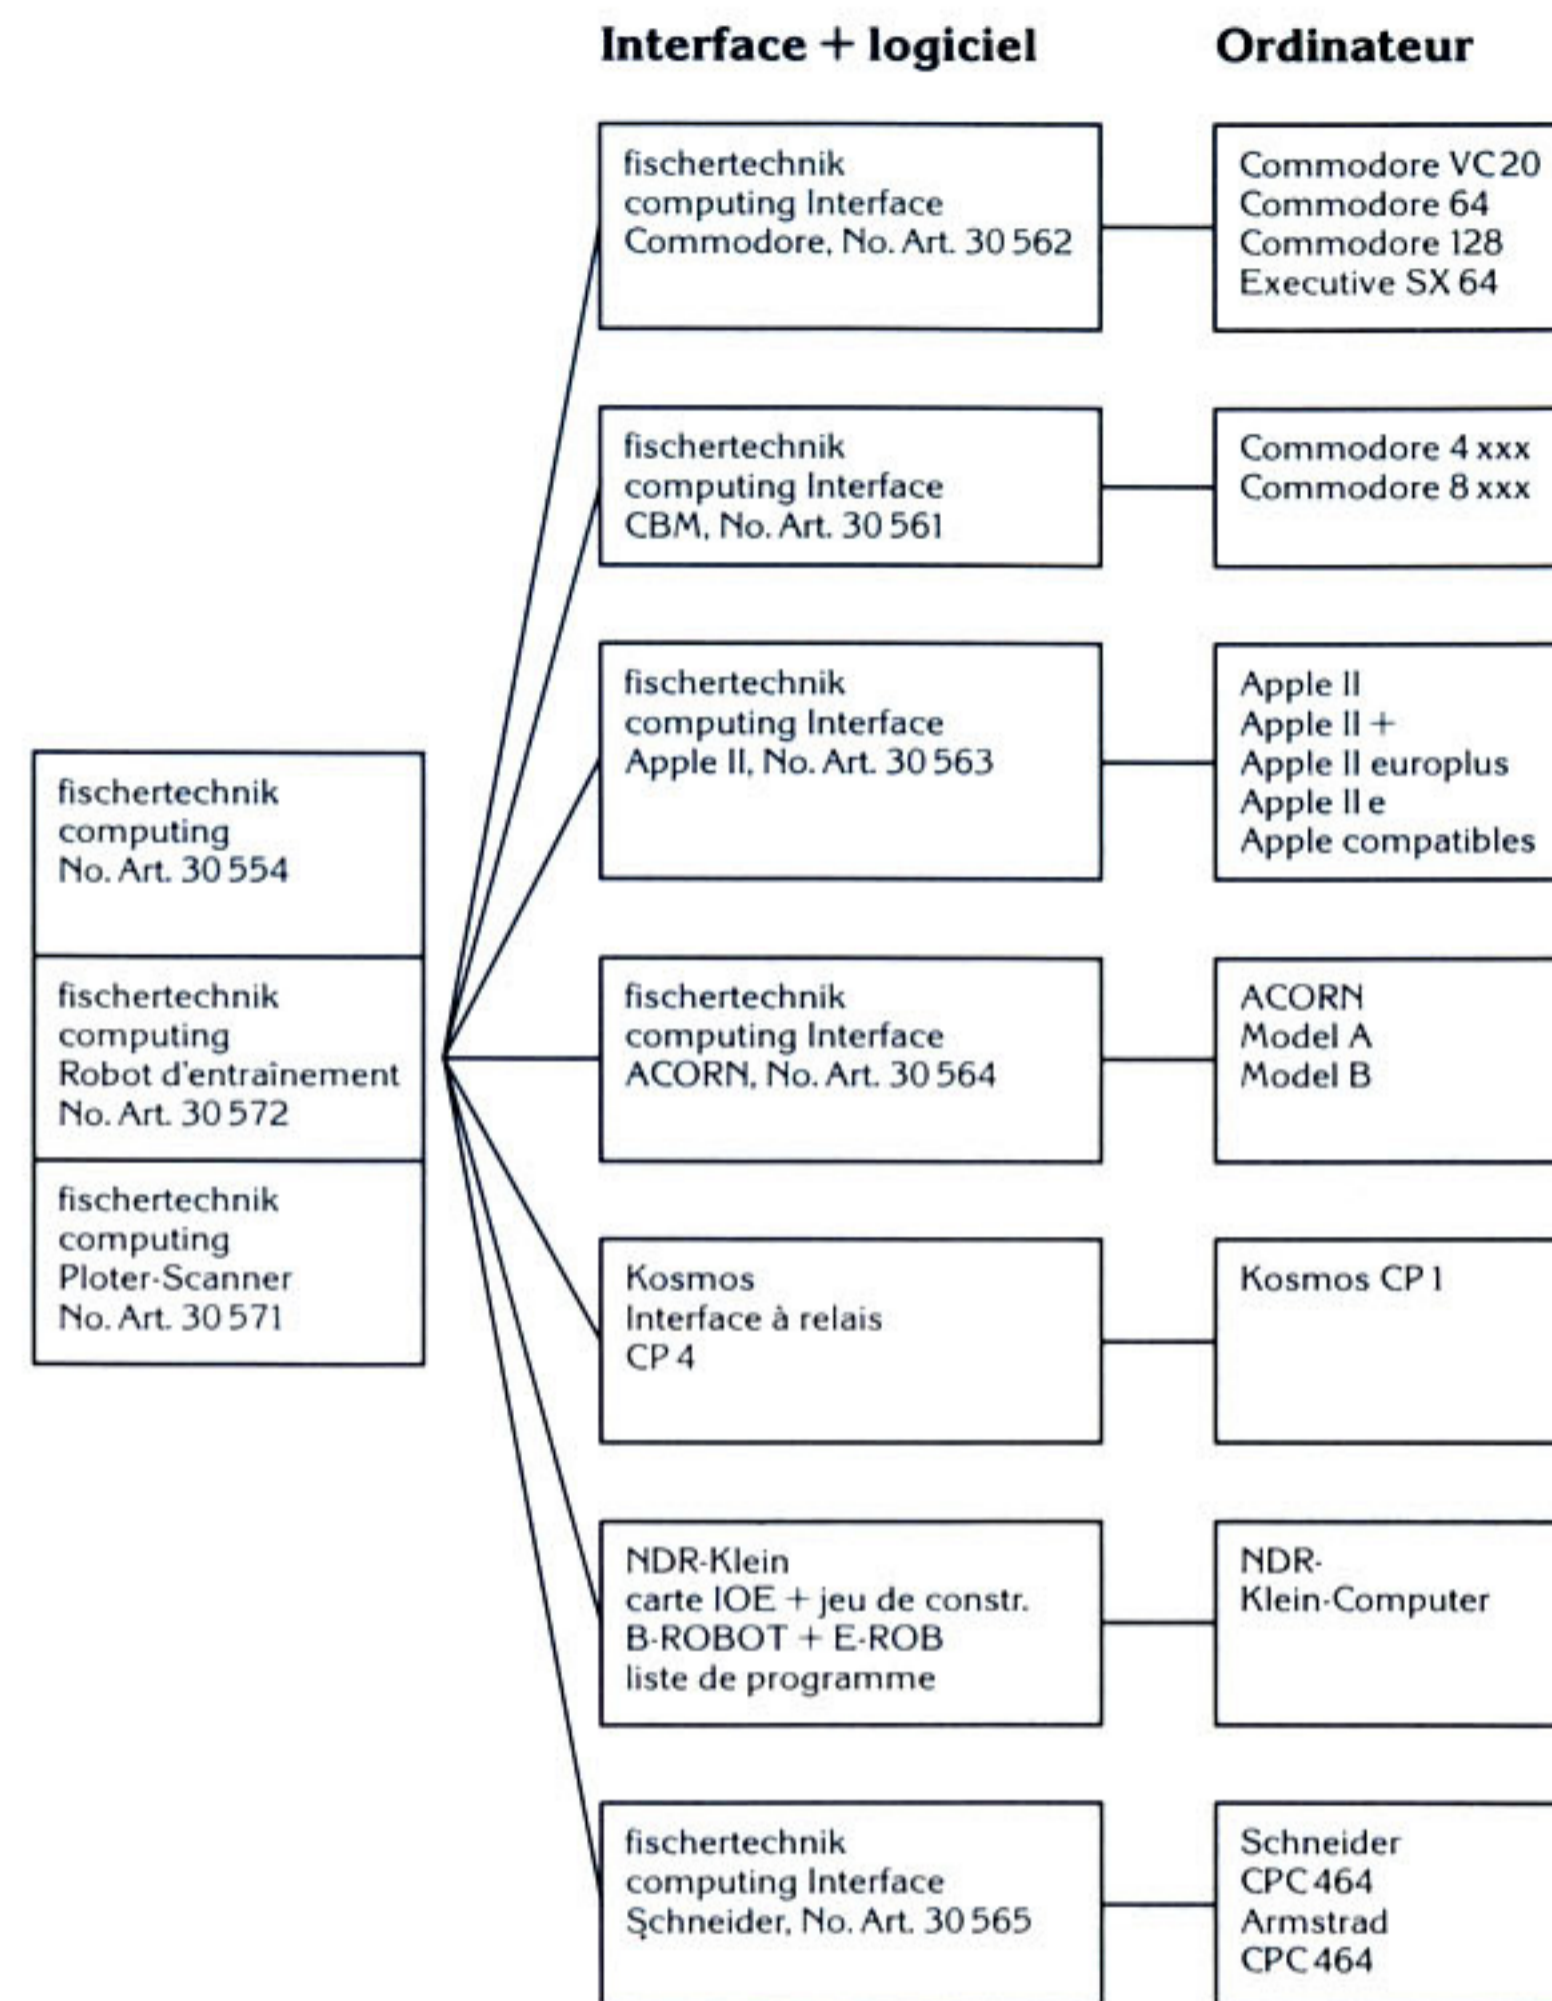 Interface + logiciel
Ordinateur
fischertechnik
computing
No. Art. 30 554
fischertechnik
computing
Robot d'entraînement
No. Art. 30 572
fischertechnik
computing
Ploter-Scanner
No. Art. 30 571
fischertechnik
computing Interface
Commodore, No. Art. 30 562
Commodore VC 20
Commodore 64
Commodore 128
Executive SX 64
fischertechnik
computing Interface
CBM, No. Art. 30 561
Commodore 4 xxx
Commodore 8 xxx
fischertechnik
computing Interface
Apple II, No. Art. 30 563
Apple II
Apple II +
Apple II europlus
Apple II e
Apple compatibles
fischertechnik
computing Interface
ACORN, No. Art. 30 564
ACORN
Model A
Model B
Kosmos
Interface à relais
CP 4
Kosmos CP 1
NDR-Klein
carte IOE + jeu de constr.
B-ROBOT + E-ROB
liste de programme
NDR-
Klein-Computer
fischertechnik
computing Interface
Schneider, No. Art. 30 565
Schneider
CPC 464
Armstrad
CPC 464